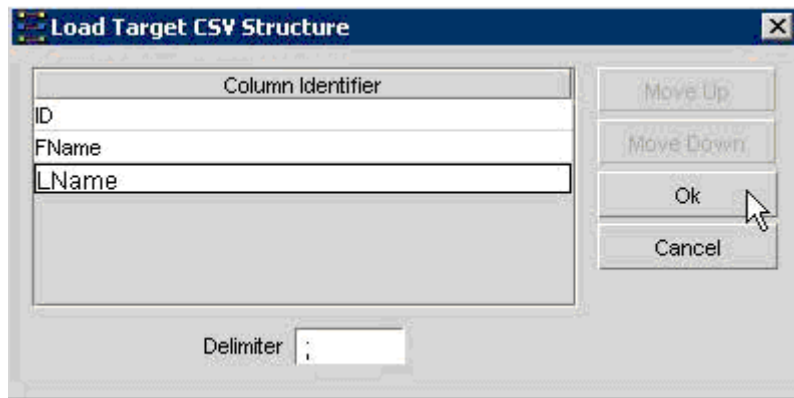 Load Target CSV Structure
Column Identifier
ID
FName
LName
Move Up
Move Down
Ok
Cancel
Delimiter ;